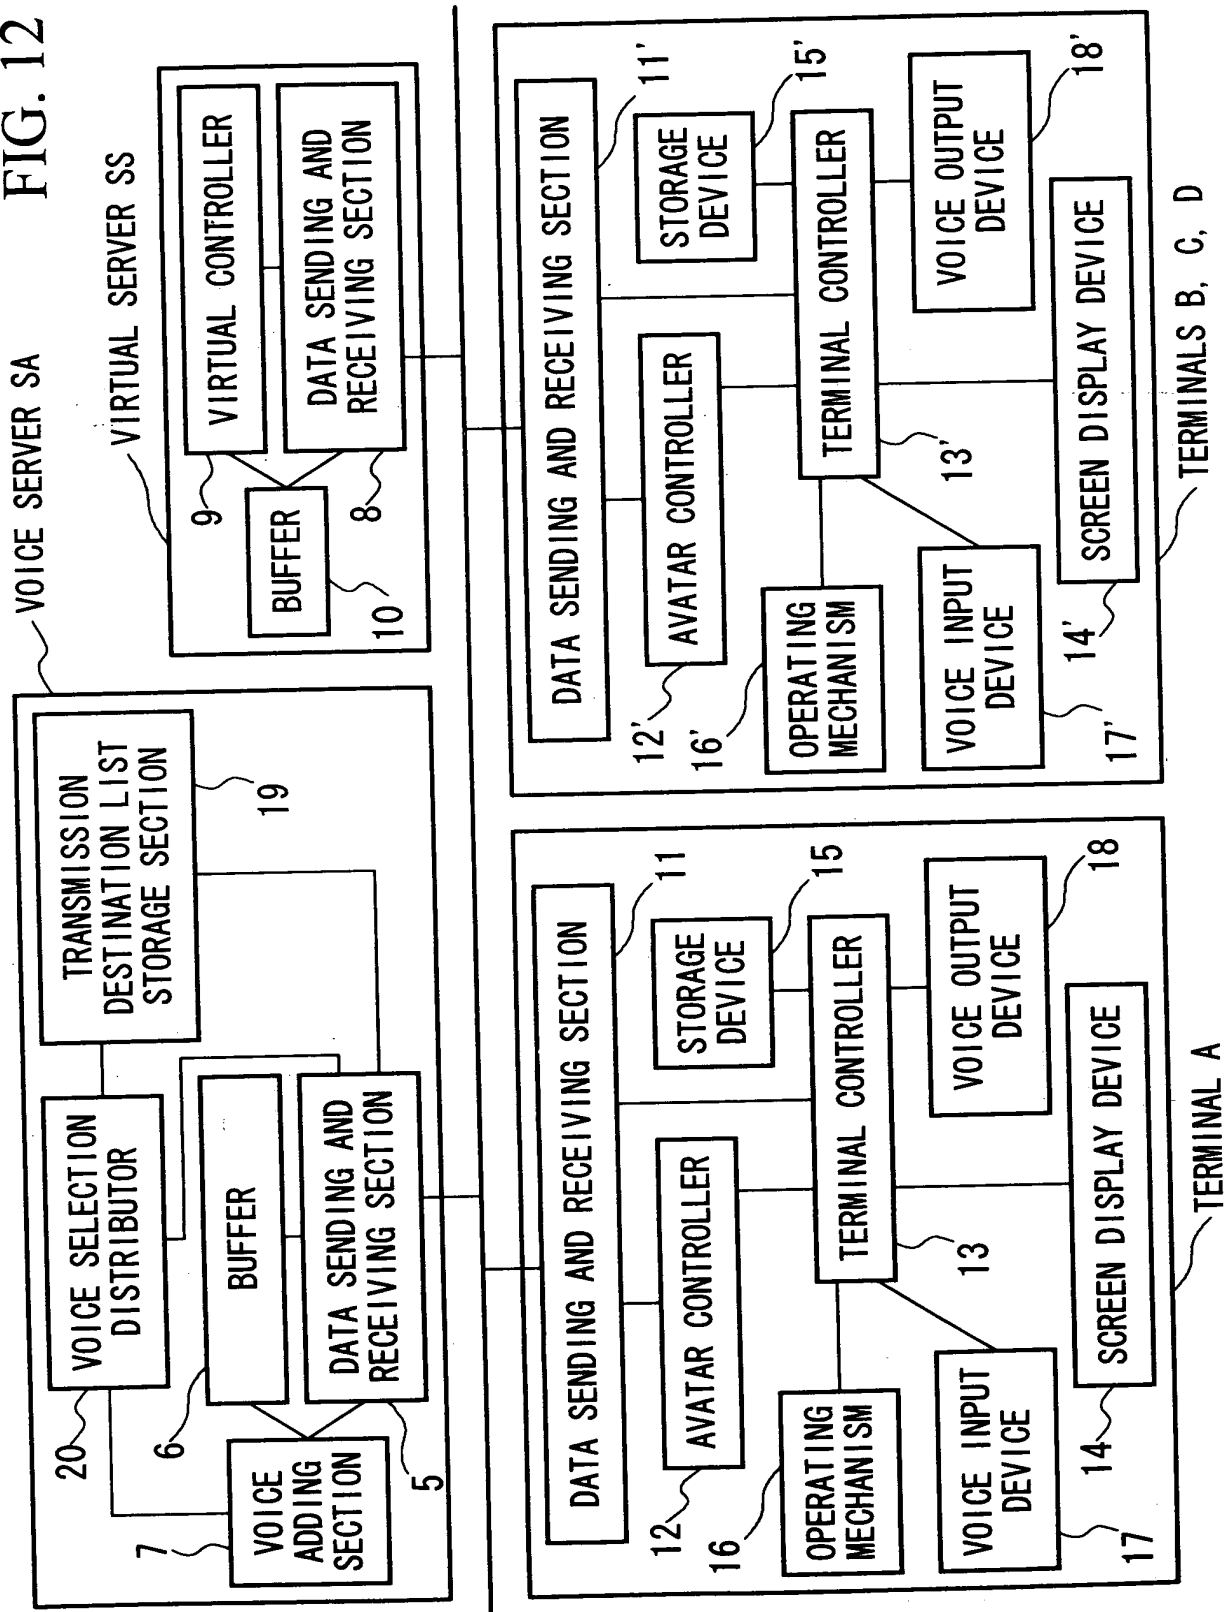 FIG. 12
VOICE SERVER SA
TRANSMISSION
DESTINATION LIST
STORAGE SECTION
19
VOICE SELECTION
DISTRIBUTOR
20
BUFFER
6
DATA SENDING AND
RECEIVING SECTION
5
VOICE
ADDING
SECTION
7
VIRTUAL SERVER SS
VIRTUAL CONTROLLER
9
DATA SENDING AND
RECEIVING SECTION
8
BUFFER
10
DATA SENDING AND RECEIVING SECTION
11
AVATAR CONTROLLER
12
STORAGE
DEVICE
15
TERMINAL CONTROLLER
13
OPERATING
MECHANISM
16
VOICE INPUT
DEVICE
17
VOICE OUTPUT
DEVICE
18
SCREEN DISPLAY DEVICE
14
TERMINAL A
DATA SENDING AND RECEIVING SECTION
11'
AVATAR CONTROLLER
12'
STORAGE
DEVICE
15'
TERMINAL CONTROLLER
13'
OPERATING
MECHANISM
16'
VOICE INPUT
DEVICE
17'
VOICE OUTPUT
DEVICE
18'
SCREEN DISPLAY DEVICE
14'
TERMINALS B, C, D